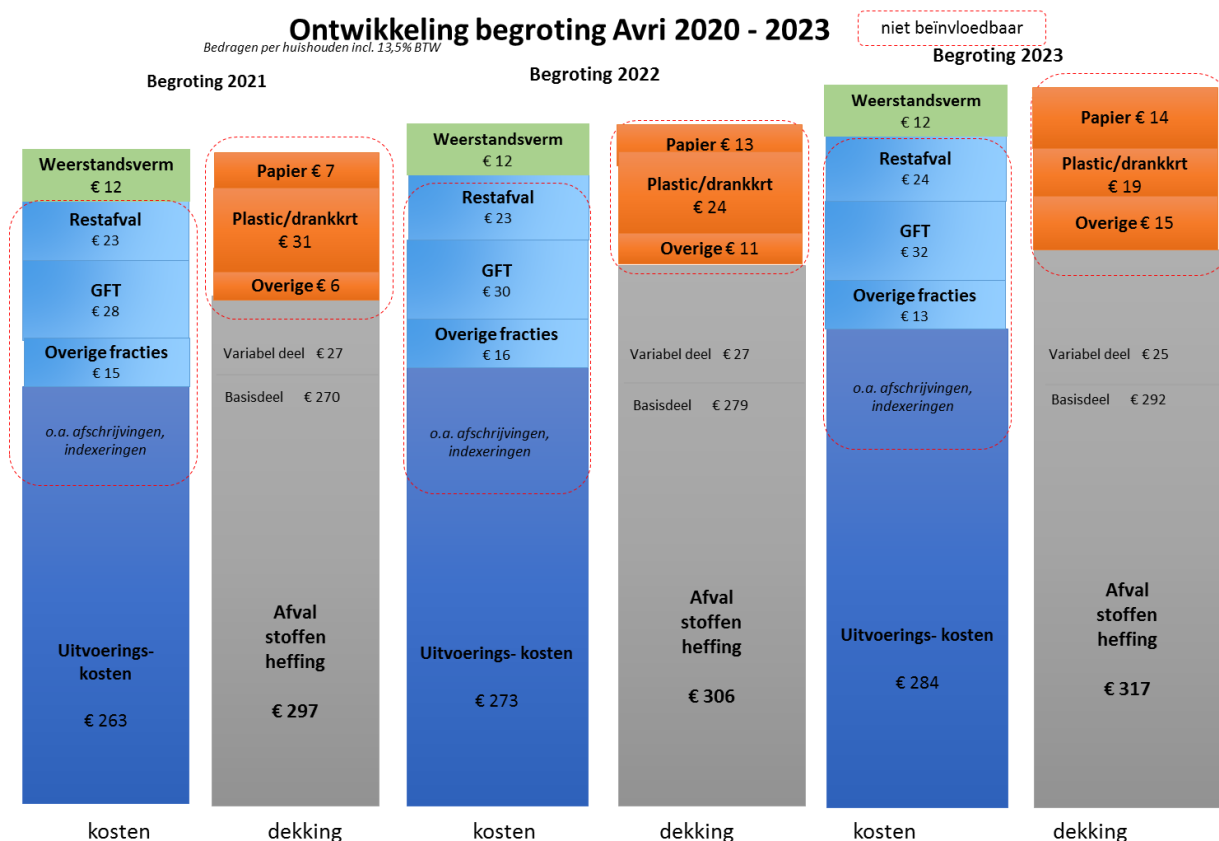 Ontwikkeling begroting Avri 2020 - 2023
niet beïnvloedbaar
Bedragen per huishouden incl. 13,5% BTW
Begroting 2021
Weerstandsverm
€ 12
Restafval
€ 23
GFT
€ 28
Overige fracties
€ 15
o.a. afschrijvingen,
indexeringen
Uitvoerings-
kosten
€ 263
kosten
Papier € 7
Plastic/drankkrt
€ 31
Overige € 6
Variabel deel € 27
Basisdeel € 270
Afval
stoffen
heffing
€ 297
dekking
Begroting 2022
Weerstandsverm
€ 12
Restafval
€ 23
GFT
€ 30
Overige fracties
€ 16
o.a. afschrijvingen,
indexeringen
Uitvoerings- kosten
€ 273
kosten
Papier € 13
Plastic/drankkrt
€ 24
Overige € 11
Variabel deel € 27
Basisdeel € 279
Afval
stoffen
heffing
€ 306
dekking
Begroting 2023
Weerstandsverm
€ 12
Restafval
€ 24
GFT
€ 32
Overige fracties
€ 13
o.a. afschrijvingen,
indexeringen
Uitvoerings- kosten
€ 284
kosten
Papier € 14
Plastic/drankkrt
€ 19
Overige € 15
Variabel deel € 25
Basisdeel € 292
Afval
stoffen
heffing
€ 317
dekking